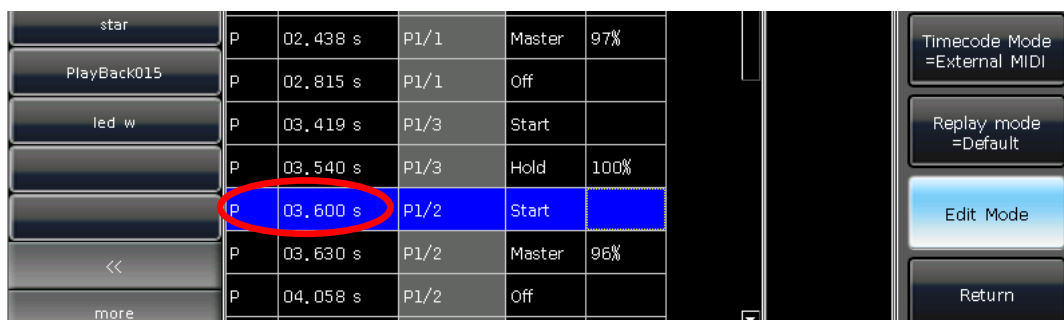 star
PlayBack015
led w
<<
more
P 02.438 s P1/1 Master 97%
P 02.815 s P1/1 Off
P 03.419 s P1/3 Start
P 03.540 s P1/3 Hold 100%
P 03.600 s P1/2 Start
P 03.630 s P1/2 Master 96%
P 04.058 s P1/2 Off
Timecode Mode
=External MIDI
Replay mode
=Default
Edit Mode
Return